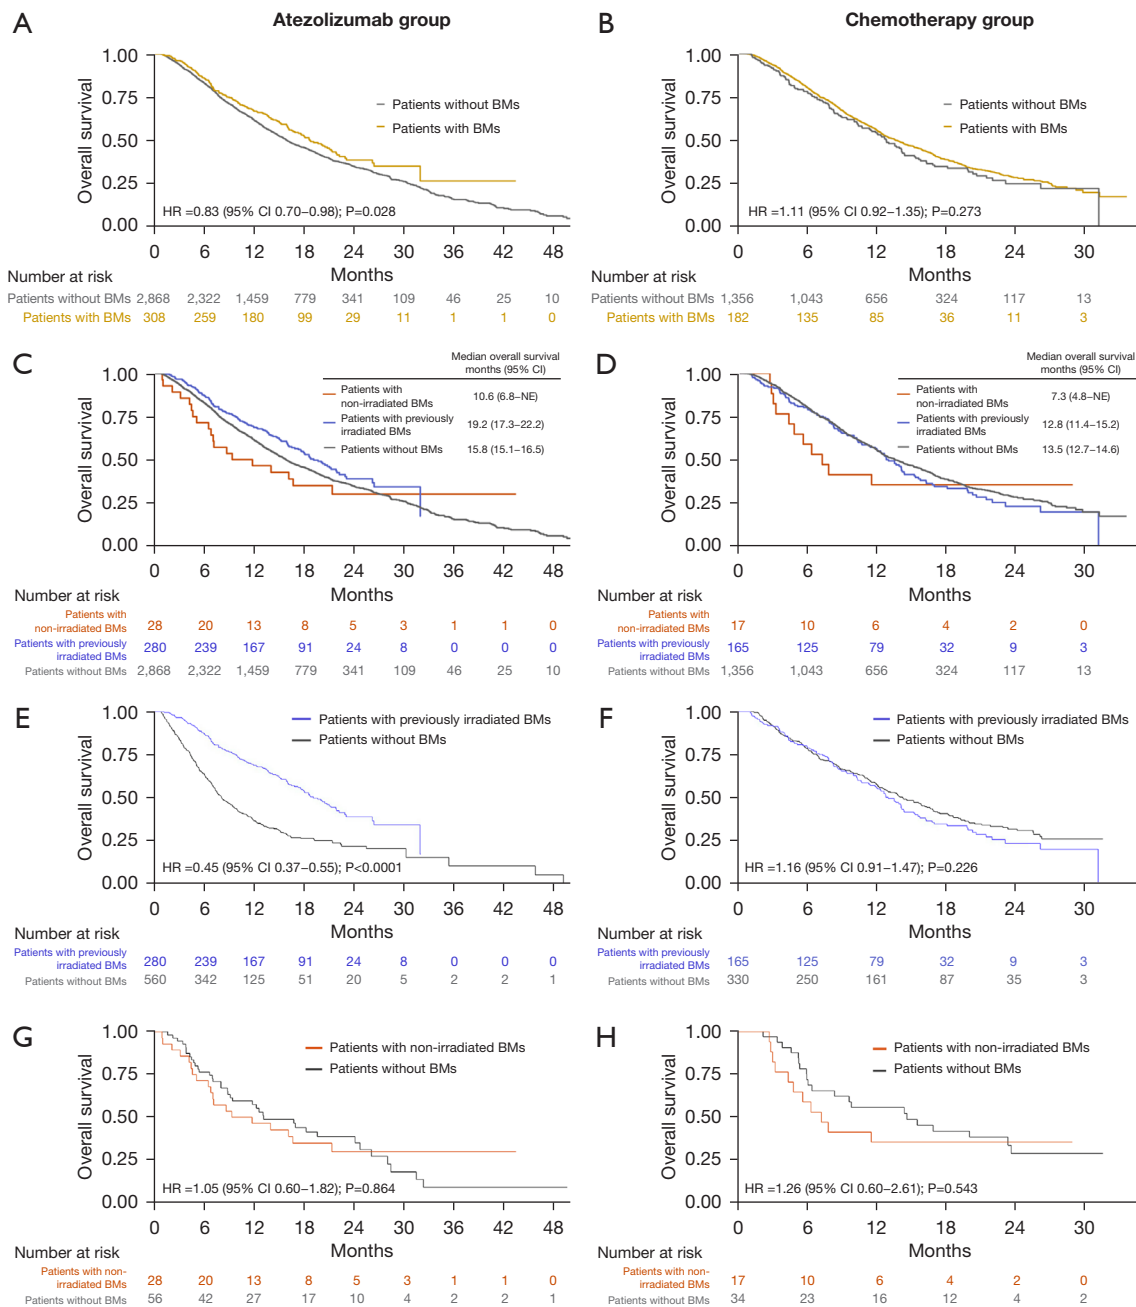 Atezolizumab group
Chemotherapy group
A
Overall survival
1.00
0.75
0.50
0.25
0.00
Patients without BMs
Patients with BMs
HR =0.83 (95% CI 0.70–0.98); P=0.028
0 6 12 18 24 30 36 42 48
Months
Number at risk
Patients without BMs 2,868 2,322 1,459 779 341 109 46 25 10
Patients with BMs 308 259 180 99 29 11 1 1 0
B
Overall survival
1.00
0.75
0.50
0.25
0.00
Patients without BMs
Patients with BMs
HR =1.11 (95% CI 0.92–1.35); P=0.273
0 6 12 18 24 30
Months
Number at risk
Patients without BMs 1,356 1,043 656 324 117 13
Patients with BMs 182 135 85 36 11 3
C
Overall survival
1.00
0.75
0.50
0.25
0.00
Median overall survival
months (95% CI)
Patients with
non-irradiated BMs 10.6 (6.8–NE)
Patients with previously
irradiated BMs 19.2 (17.3–22.2)
Patients without BMs 15.8 (15.1–16.5)
0 6 12 18 24 30 36 42 48
Months
Number at risk
Patients with
non-irradiated BMs 28 20 13 8 5 3 1 1 0
Patients with previously
irradiated BMs 280 239 167 91 24 8 0 0 0
Patients without BMs 2,868 2,322 1,459 779 341 109 46 25 10
D
Overall survival
1.00
0.75
0.50
0.25
0.00
Median overall survival
months (95% CI)
Patients with
non-irradiated BMs 7.3 (4.8–NE)
Patients with previously
irradiated BMs 12.8 (11.4–15.2)
Patients without BMs 13.5 (12.7–14.6)
0 6 12 18 24 30
Months
Number at risk
Patients with
non-irradiated BMs 17 10 6 4 2 0
Patients with previously
irradiated BMs 165 125 79 32 9 3
Patients without BMs 1,356 1,043 656 324 117 13
E
Overall survival
1.00
0.75
0.50
0.25
0.00
Patients with previously irradiated BMs
Patients without BMs
HR =0.45 (95% CI 0.37–0.55); P<0.0001
0 6 12 18 24 30 36 42 48
Months
Number at risk
Patients with previously
irradiated BMs 280 239 167 91 24 8 0 0 0
Patients without BMs 560 342 125 51 20 5 2 2 1
F
Overall survival
1.00
0.75
0.50
0.25
0.00
Patients with previously irradiated BMs
Patients without BMs
HR =1.16 (95% CI 0.91–1.47); P=0.226
0 6 12 18 24 30
Months
Number at risk
Patients with previously
irradiated BMs 165 125 79 32 9 3
Patients without BMs 330 250 161 87 35 3
G
Overall survival
1.00
0.75
0.50
0.25
0.00
Patients with non-irradiated BMs
Patients without BMs
HR =1.05 (95% CI 0.60–1.82); P=0.864
0 6 12 18 24 30 36 42 48
Months
Number at risk
Patients with non-
irradiated BMs 28 20 13 8 5 3 1 1 0
Patients without BMs 56 42 27 17 10 4 2 2 1
H
Overall survival
1.00
0.75
0.50
0.25
0.00
Patients with non-irradiated BMs
Patients without BMs
HR =1.26 (95% CI 0.60–2.61); P=0.543
0 6 12 18 24 30
Months
Number at risk
Patients with non-
irradiated BMs 17 10 6 4 2 0
Patients without BMs 34 23 16 12 4 2